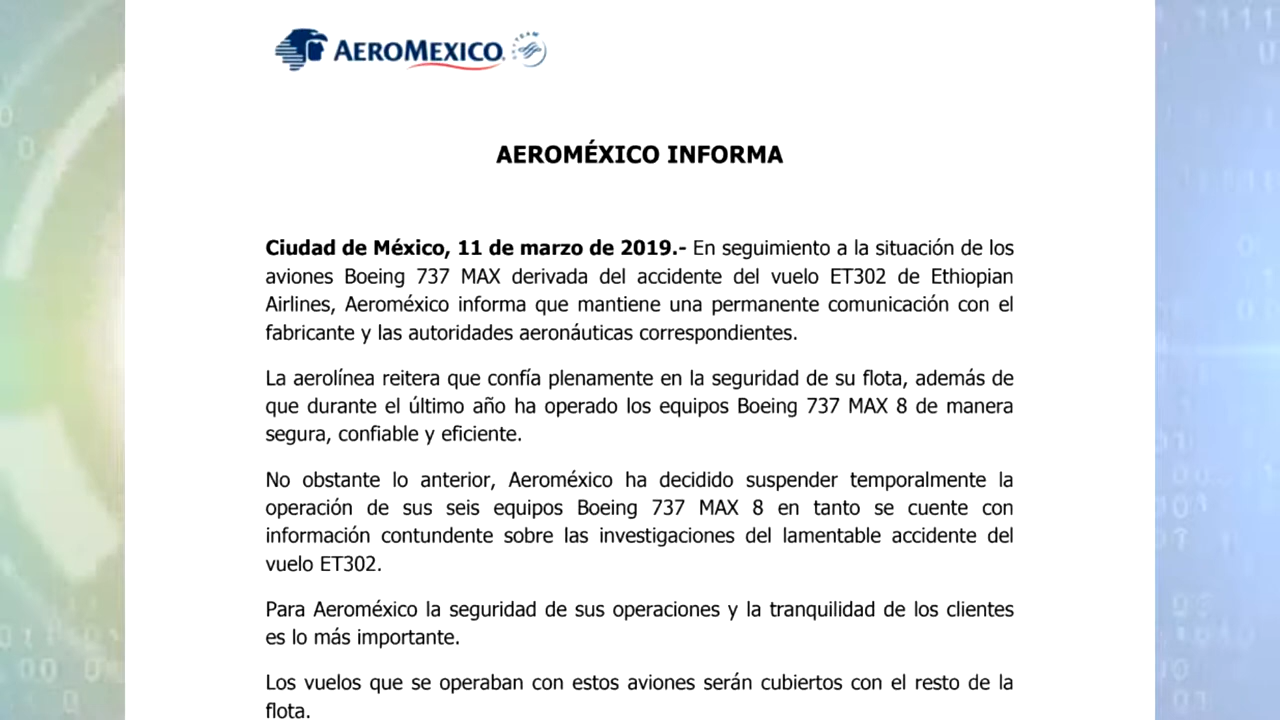 AEROMEXICO.
AEROMÉXICO INFORMA
Ciudad de México, 11 de marzo de 2019.- En seguimiento a la situación de los
aviones Boeing 737 MAX derivada del accidente del vuelo ET302 de Ethiopian
Airlines, Aeroméxico informa que mantiene una permanente comunicación con el
fabricante y las autoridades aeronáuticas correspondientes.
La aerolínea reitera que confía plenamente en la seguridad de su flota, además de
que durante el último año ha operado los equipos Boeing 737 MAX 8 de manera
segura, confiable y eficiente.
No obstante lo anterior, Aeroméxico ha decidido suspender temporalmente la
operación de sus seis equipos Boeing 737 MAX 8 en tanto se cuente con
información contundente sobre las investigaciones del lamentable accidente del
vuelo ET302.
Para Aeroméxico la seguridad de sus operaciones y la tranquilidad de los clientes
es lo más importante.
Los vuelos que se operaban con estos aviones serán cubiertos con el resto de la
flota.